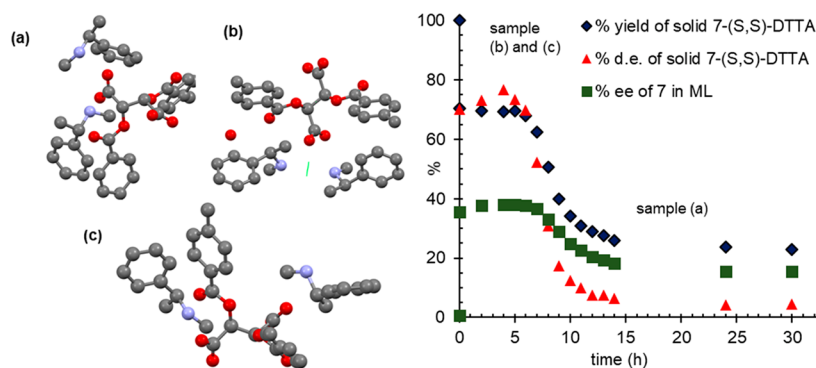 (a)
(b)
(c)
sample
(b) and (c)
% yield of solid 7-(S,S)-DTTA
% d.e. of solid 7-(S,S)-DTTA
% ee of 7 in ML
sample (a)
%
100
80
60
40
20
0
0 5 10 15 20 25 30
time (h)